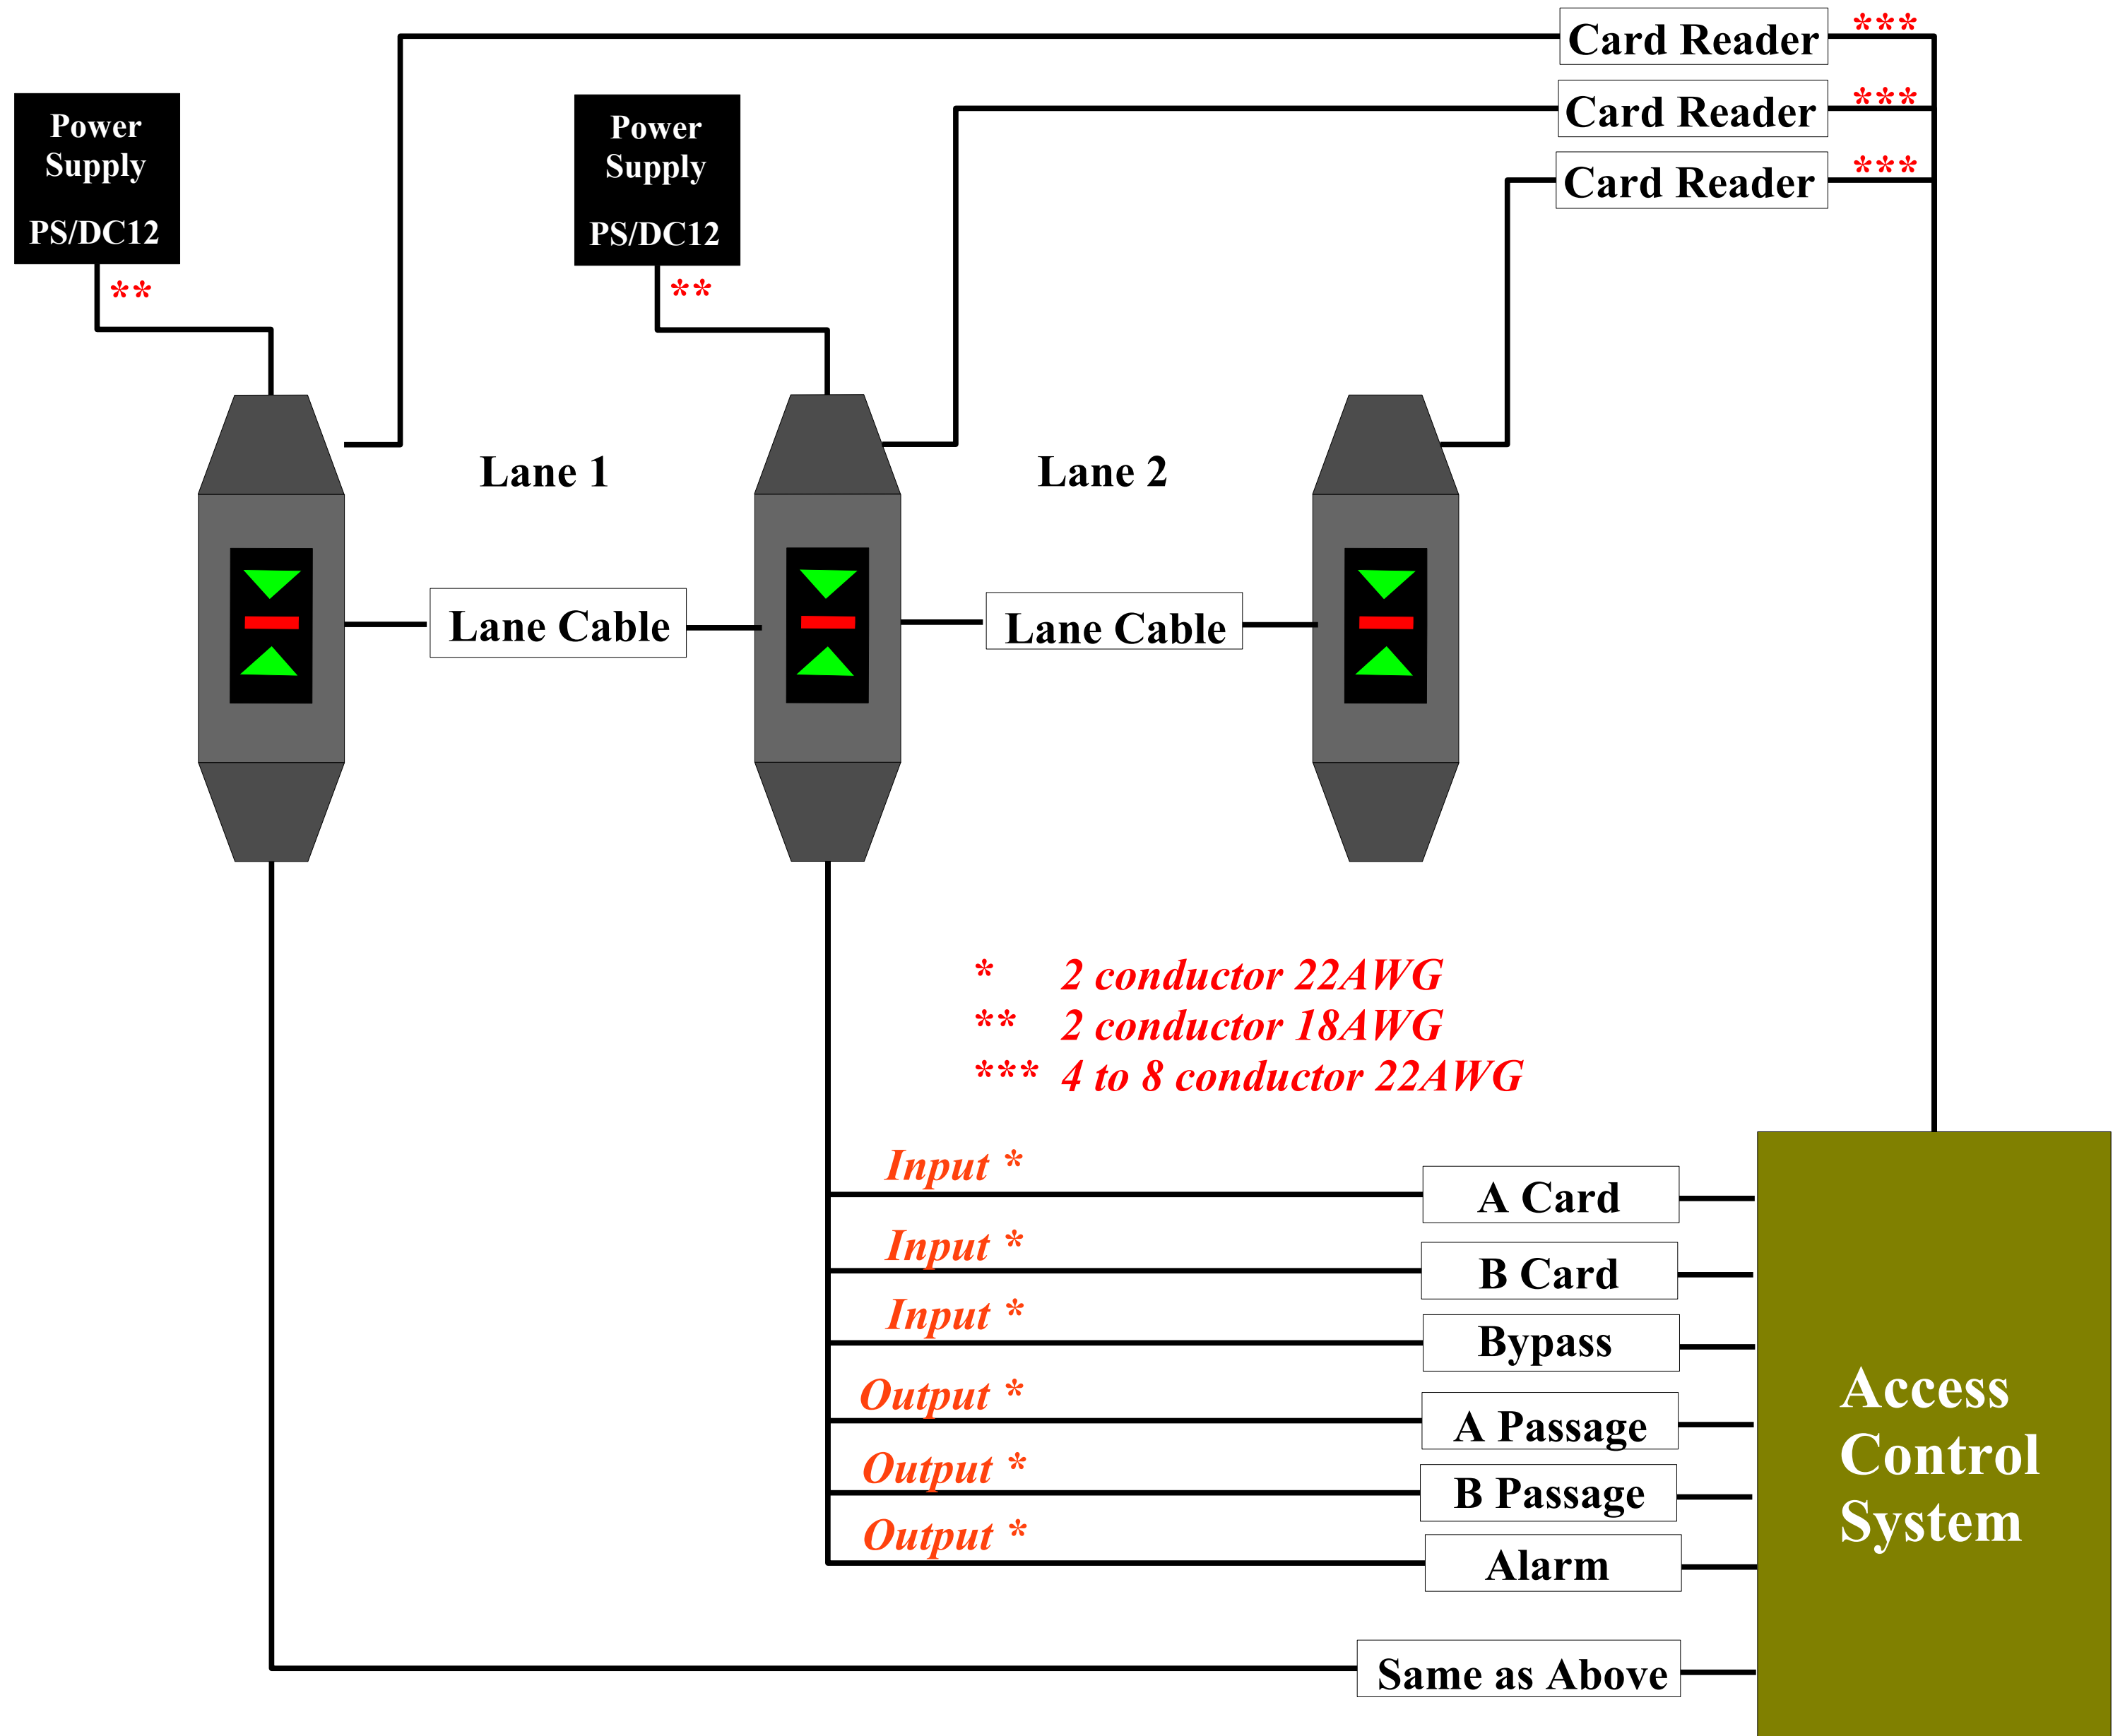 Card Reader ***
Card Reader ***
Card Reader ***
Power
Supply
PS/DC12
**
Power
Supply
PS/DC12
**
Lane 1
Lane 2
Lane Cable
Lane Cable
* 2 conductor 22AWG
** 2 conductor 18AWG
*** 4 to 8 conductor 22AWG
Input *
A Card
Input *
B Card
Input *
Bypass
Output *
A Passage
Output *
B Passage
Output *
Alarm
Same as Above
Access
Control
System